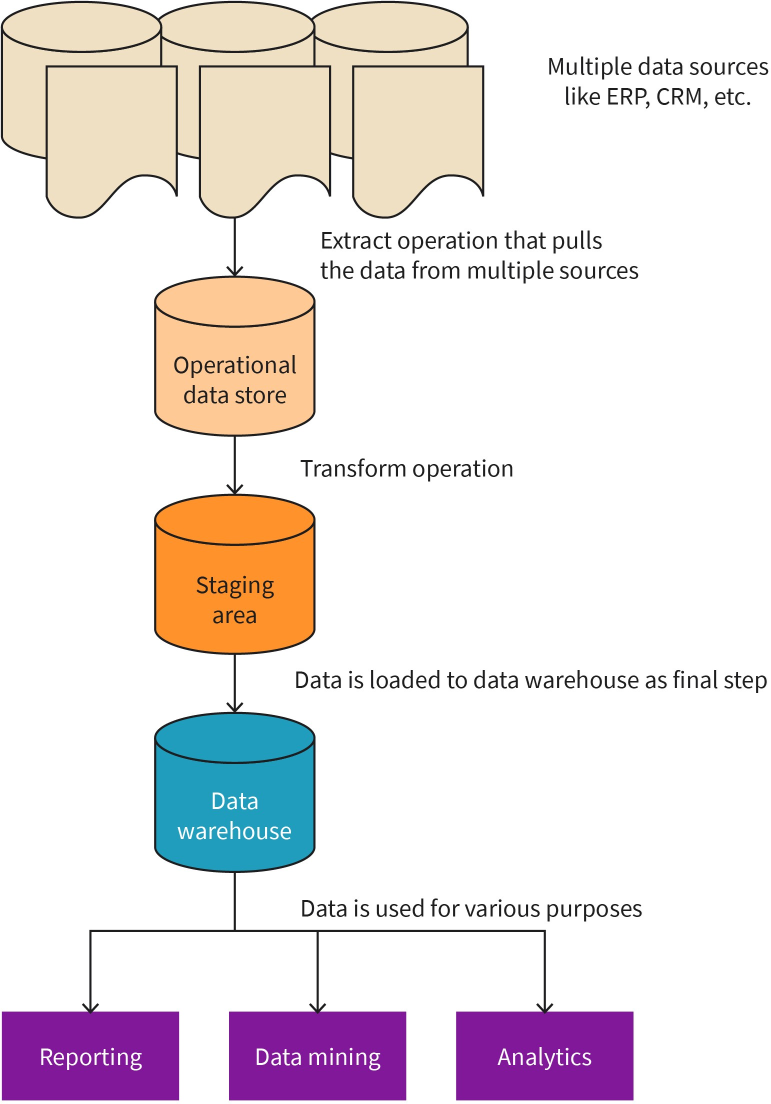 Multiple data sources
like ERP, CRM, etc.
Extract operation that pulls
the data from multiple sources
Operational
data store
Transform operation
Staging
area
Data is loaded to data warehouse as final step
Data
warehouse
Data is used for various purposes
Reporting
Data mining
Analytics